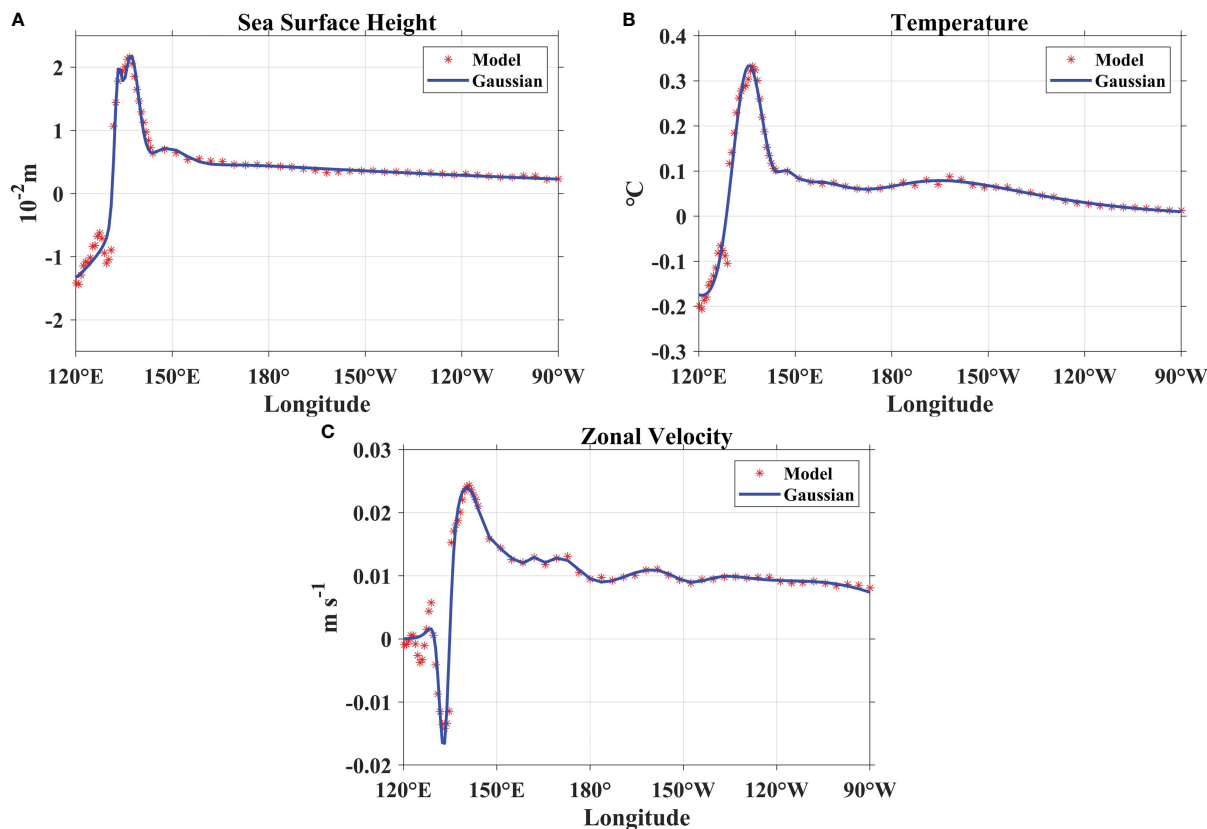 A
Sea Surface Height
Model
Gaussian
2
1
0
-1
-2
10⁻²m
120°E 150°E 180° 150°W 120°W 90°W
Longitude
B
Temperature
Model
Gaussian
0.4
0.3
0.2
0.1
0
-0.1
-0.2
-0.3
°C
120°E 150°E 180° 150°W 120°W 90°W
Longitude
C
Zonal Velocity
Model
Gaussian
0.03
0.02
0.01
0
-0.01
-0.02
m s⁻¹
120°E 150°E 180° 150°W 120°W 90°W
Longitude